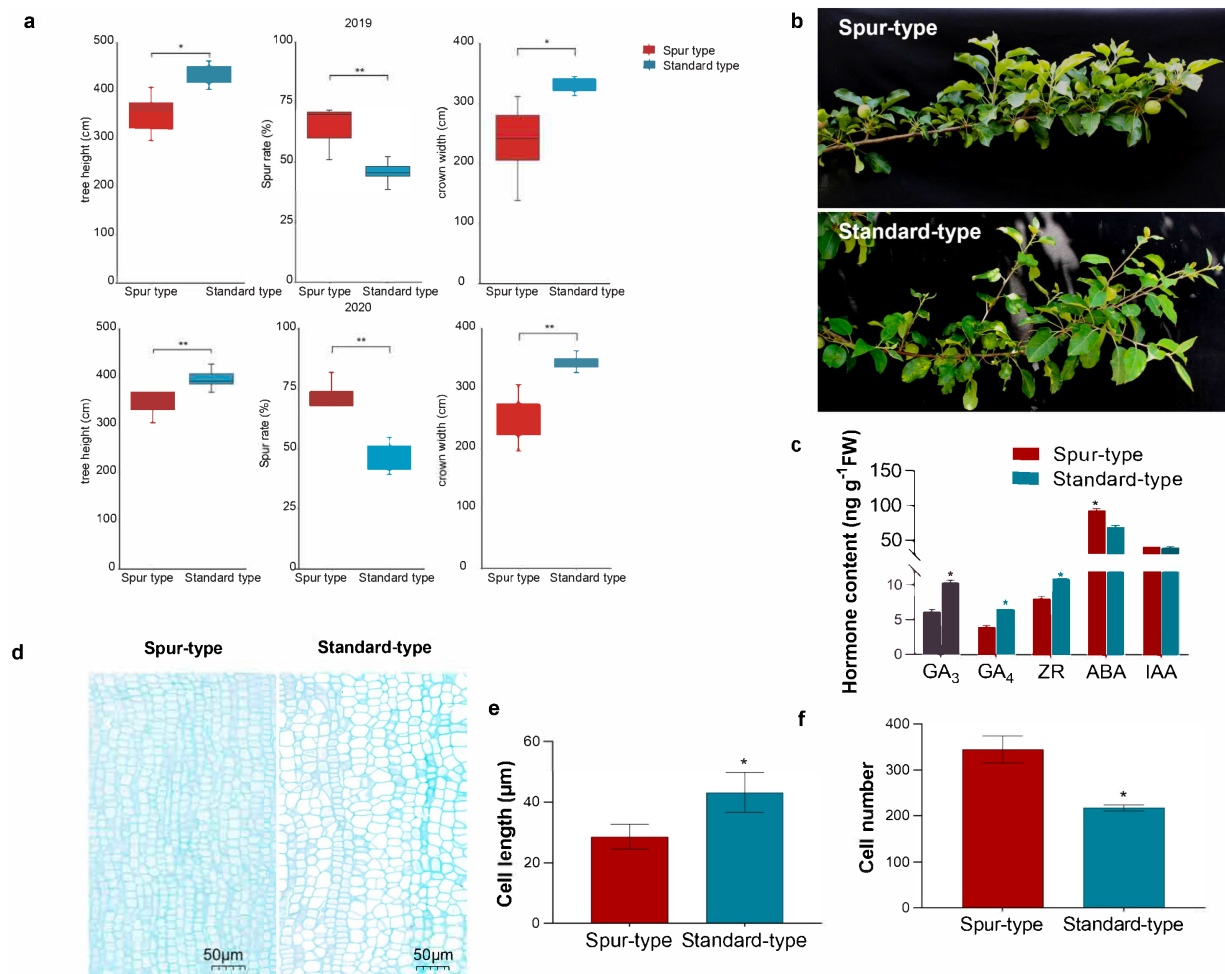 a
2019
500
400
300
200
100
0
tree height (cm)
*
Spur type
Standard type
100
75
50
25
0
Spur rate (%)
**
Spur type
Standard type
400
300
200
100
0
crown width (cm)
*
Spur type
Standard type
Spur type
Standard type
2020
500
400
300
200
100
0
tree height (cm)
**
Spur type
Standard type
100
75
50
25
0
Spur rate (%)
**
Spur type
Standard type
400
300
200
100
0
crown width (cm)
**
Spur type
Standard type
b
Spur-type
Standard-type
c
Hormone content (ng g⁻¹FW)
Spur-type
Standard-type
150
100
50
10
5
0
*
*
*
*
GA₃
GA₄
ZR
ABA
IAA
d
Spur-type
Standard-type
50μm
50μm
e
Cell length (μm)
60
40
20
0
*
Spur-type
Standard-type
f
Cell number
400
300
200
100
0
*
Spur-type
Standard-type